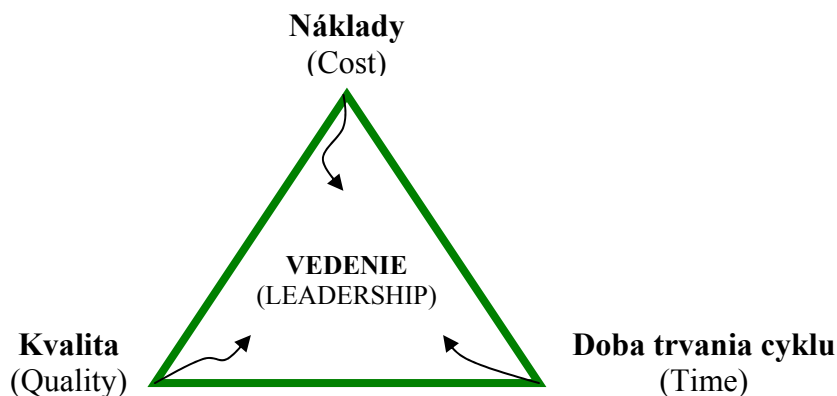 Náklady
(Cost)
VEDENIE
(LEADERSHIP)
Kvalita
(Quality)
Doba trvania cyklu
(Time)